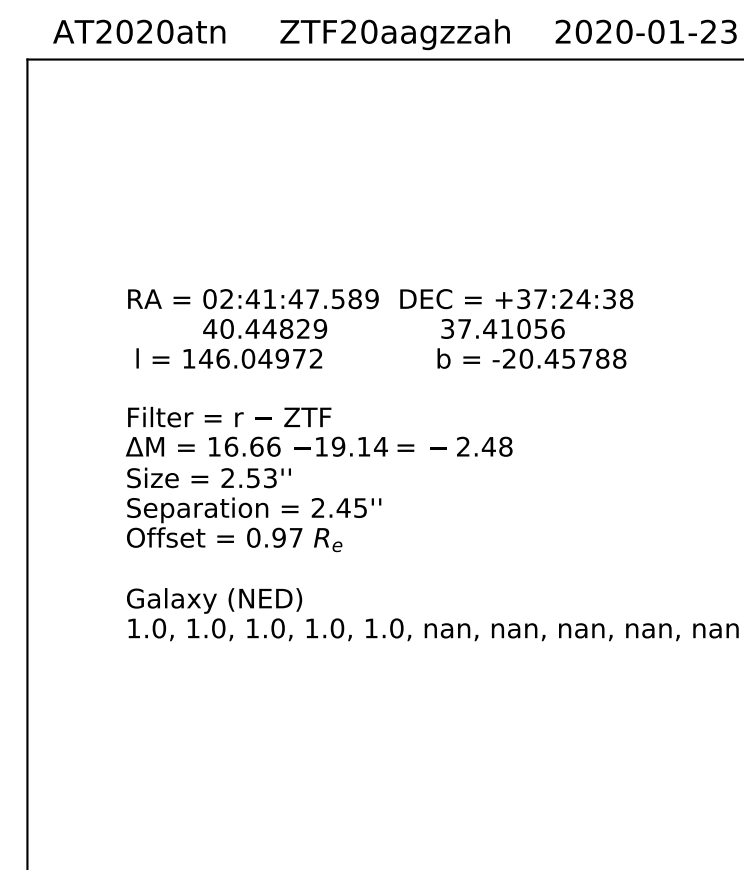 AT2020atn ZTF20aagzzah 2020-01-23
RA = 02:41:47.589 DEC = +37:24:38
40.44829 37.41056
l = 146.04972 b = -20.45788
Filter = r − ZTF
ΔM = 16.66 −19.14 = − 2.48
Size = 2.53''
Separation = 2.45''
Offset = 0.97 Re
Galaxy (NED)
1.0, 1.0, 1.0, 1.0, 1.0, nan, nan, nan, nan, nan